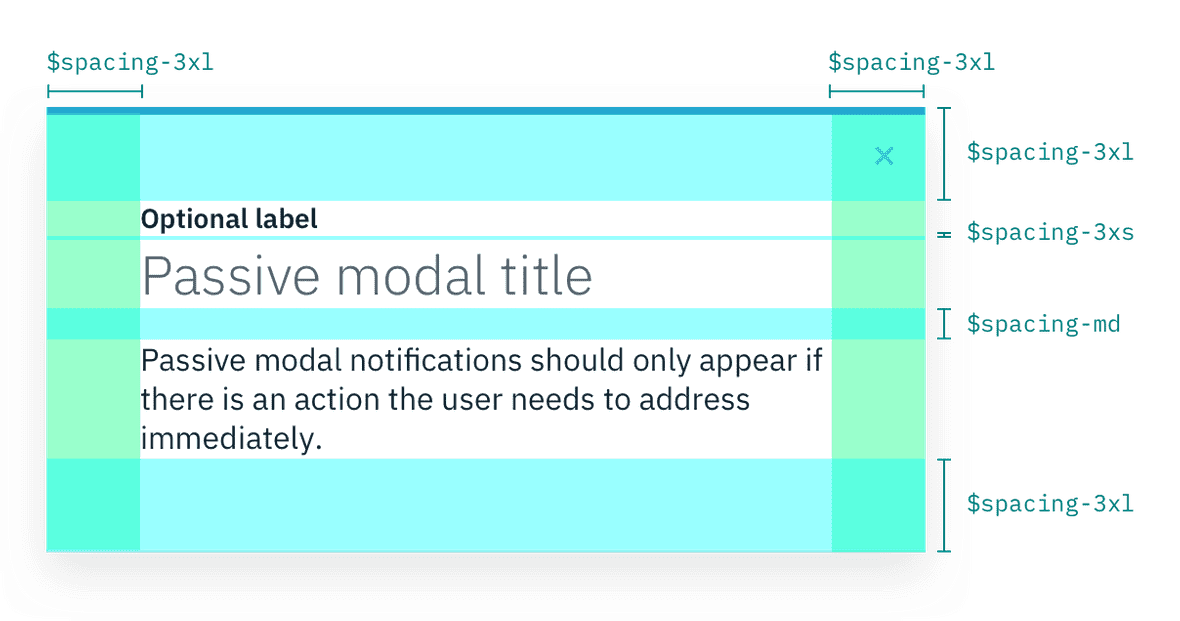 $spacing-3xl $spacing-3xl
$spacing-3xl
Optional label
$spacing-3xs
Passive modal title
$spacing-md
Passive modal notifications should only appear if
there is an action the user needs to address
immediately.
$spacing-3xl